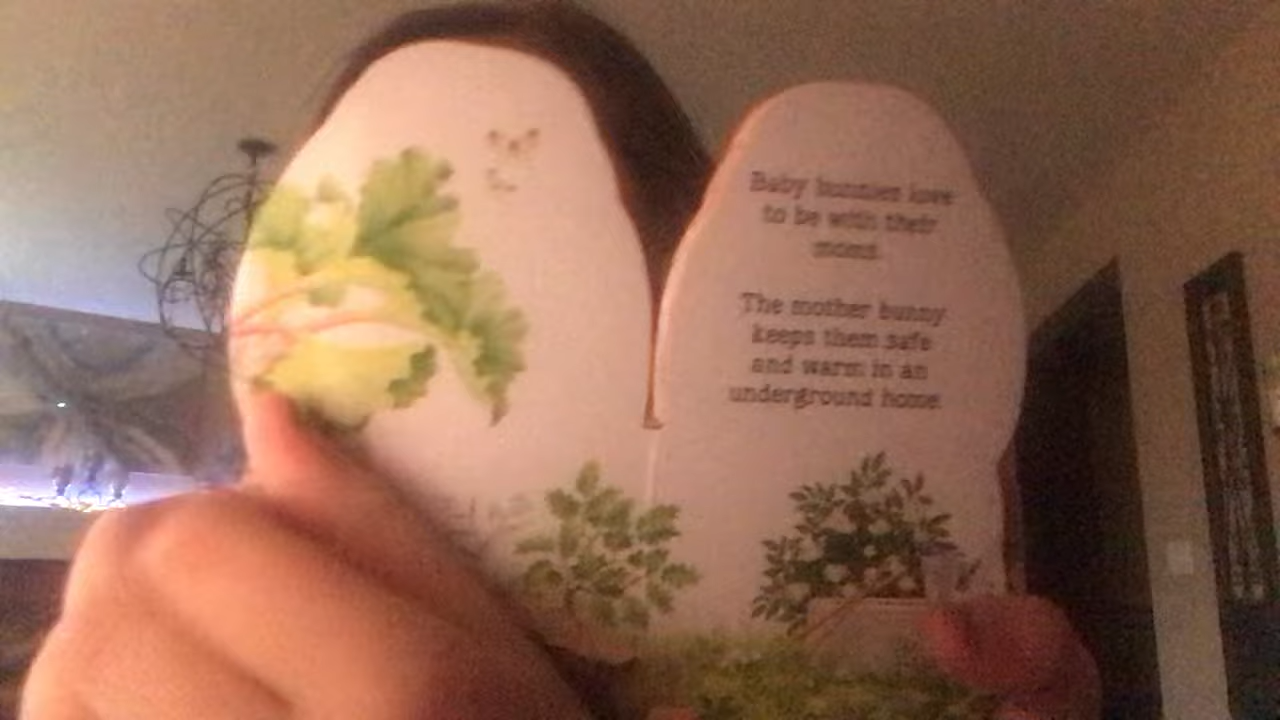 Baby bunnies love
to be with their
moms.
The mother bunny
keeps them safe
and warm in an
underground home.